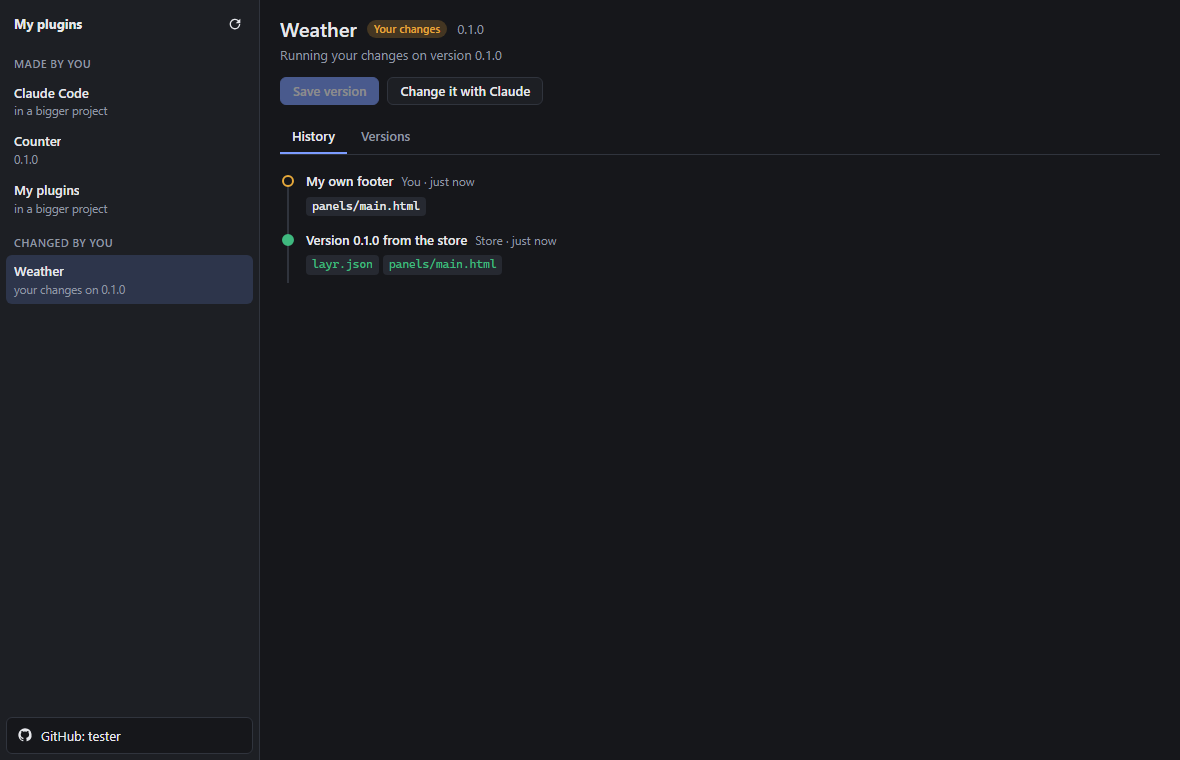 My plugins
MADE BY YOU
Claude Code
in a bigger project
Counter
0.1.0
My plugins
in a bigger project
CHANGED BY YOU
Weather
your changes on 0.1.0
GitHub: tester
Weather Your changes 0.1.0
Running your changes on version 0.1.0
Save version Change it with Claude
History Versions
My own footer You · just now
panels/main.html
Version 0.1.0 from the store Store · just now
layr.json panels/main.html